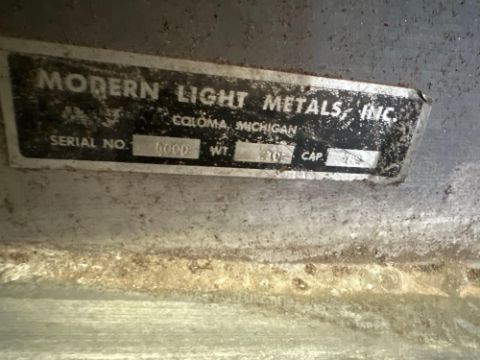 MODERN LIGHT METALS, INC.
COLOMA, MICHIGAN
SERIAL NO. WT. CAP.